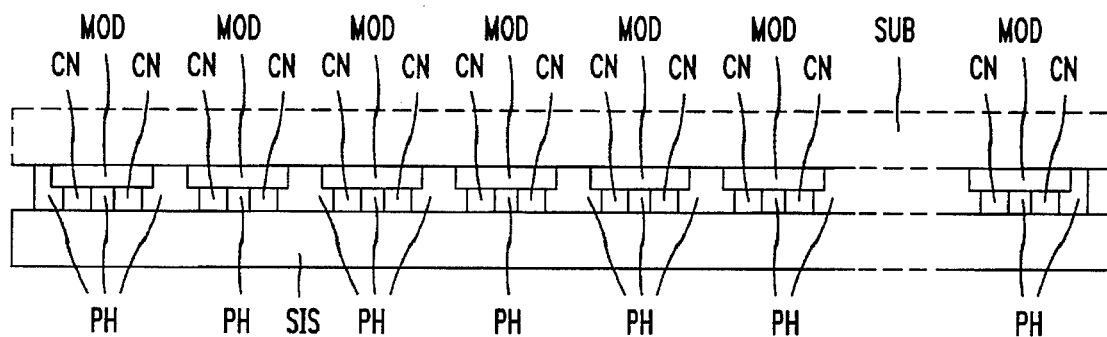 MOD MOD MOD MOD MOD MOD SUB MOD
CN CN CN CN CN CN CN CN CN CN CN CN CN CN
PH PH SIS PH PH PH PH PH